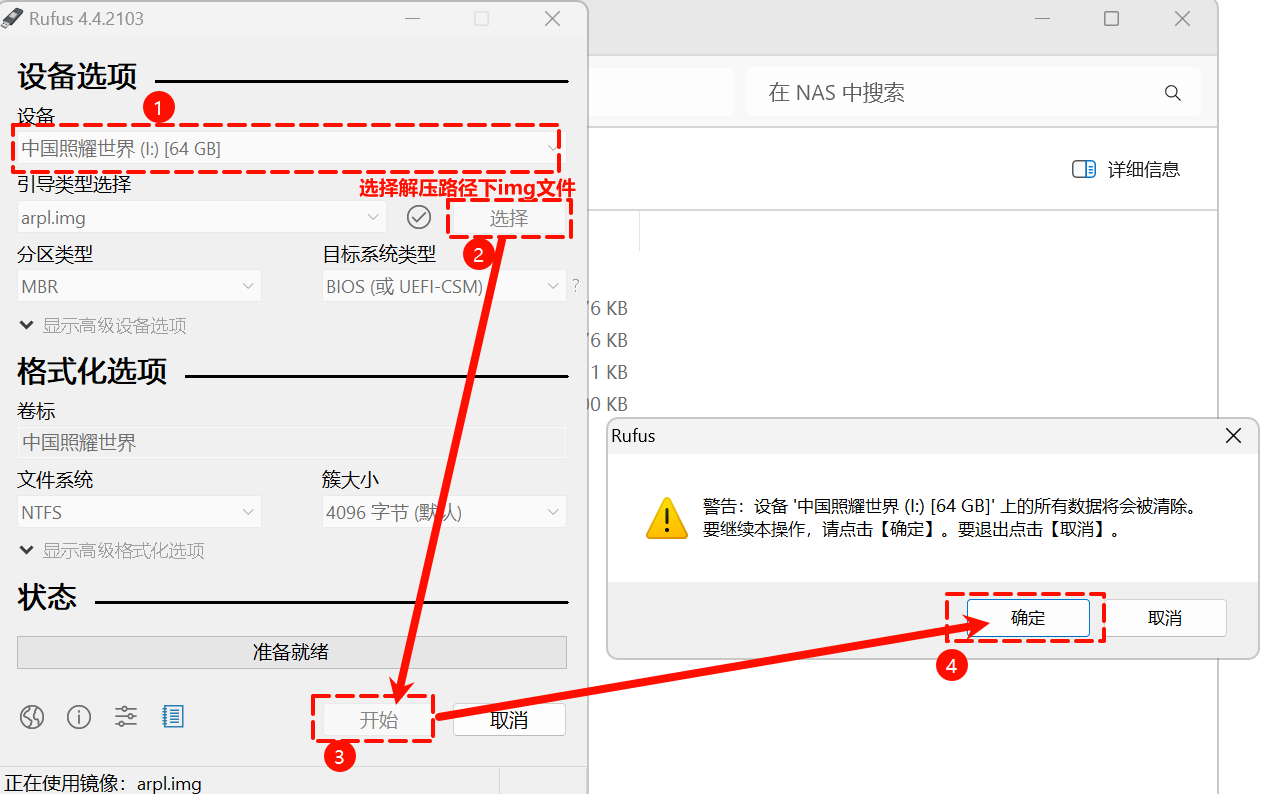 Rufus 4.4.2103
设备选项
设备
1
中国照耀世界 (I:) [64 GB]
引导类型选择
选择解压路径下img文件
arpl.img
选择
2
分区类型
目标系统类型
MBR
BIOS (或 UEFI-CSM)
?
显示高级设备选项
格式化选项
卷标
中国照耀世界
文件系统
簇大小
NTFS
4096 字节 (默认)
显示高级格式化选项
状态
准备就绪
开始
取消
3
正在使用镜像：arpl.img
在 NAS 中搜索
详细信息
6 KB
6 KB
1 KB
0 KB
Rufus
警告：设备 '中国照耀世界 (I:) [64 GB]' 上的所有数据将会被清除。
要继续本操作，请点击【确定】。要退出点击【取消】。
确定
取消
4